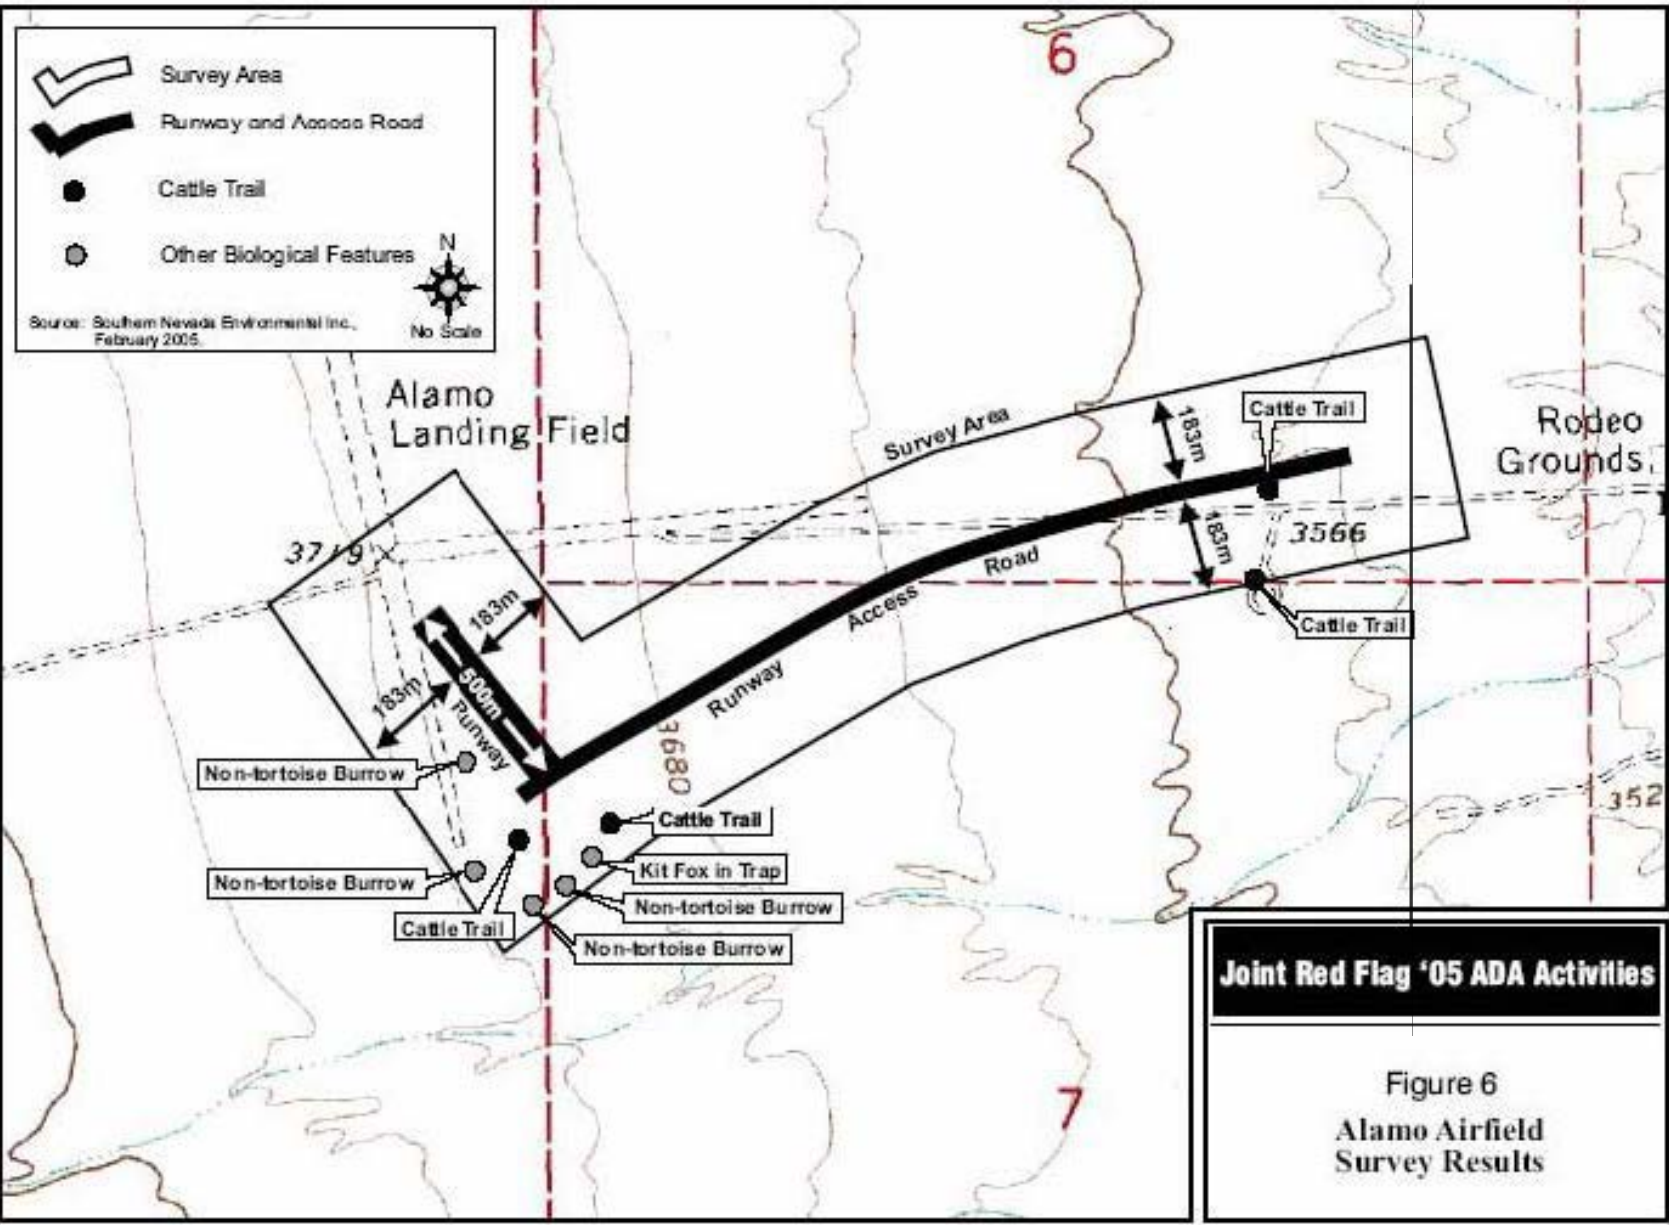 Survey Area
Runway and Access Road
Cattle Trail
Other Biological Features
N
No Scale
Source: Southern Nevada Environmental Inc.,
February 2005.
6
Alamo
Landing Field
Survey Area
183m
Cattle Trail
Rodeo
Grounds
3719
3566
183m
Road
Access
Runway
Cattle Trail
183m
183m
500m
Runway
3680
Non-tortoise Burrow
352
Cattle Trail
Kit Fox in Trap
Non-tortoise Burrow
Non-tortoise Burrow
Cattle Trail
Non-tortoise Burrow
7
Joint Red Flag ‘05 ADA Activities
Figure 6
Alamo Airfield
Survey Results